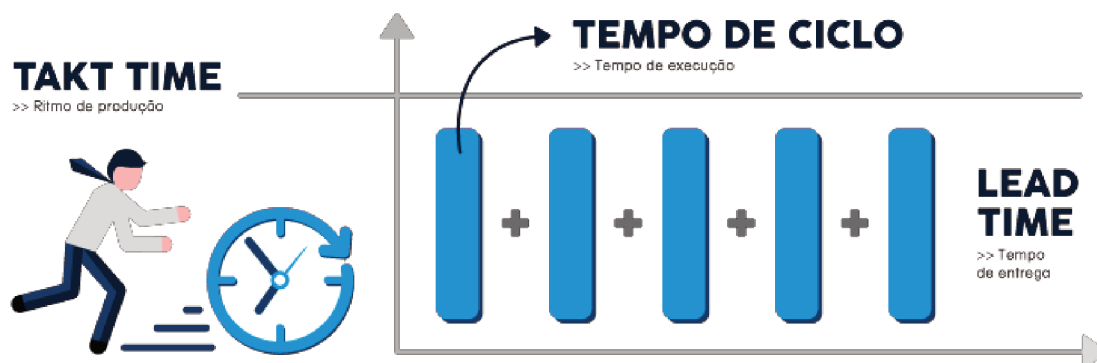 TAKT TIME
>> Ritmo de produção
TEMPO DE CICLO
>> Tempo de execução
LEAD
TIME
>> Tempo
de entrega